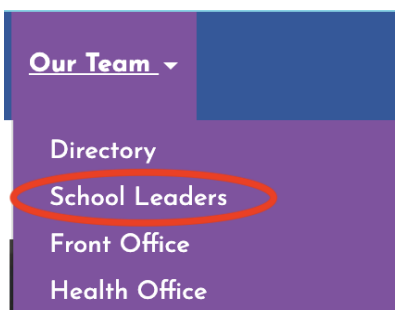 Our Team
Directory
School Leaders
Front Office
Health Office